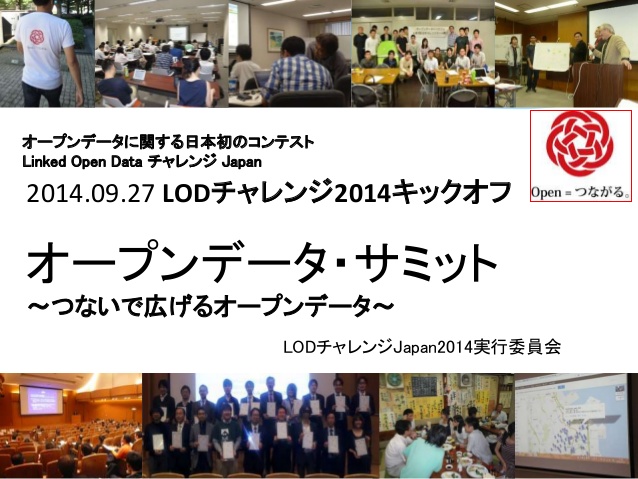 オープンデータに関する日本初のコンテスト
Linked Open Data チャレンジ Japan
2014.09.27 LODチャレンジ2014キックオフ
Open = つながる。
オープンデータ・サミット
~つないで広げるオープンデータ~
LODチャレンジJapan2014実行委員会